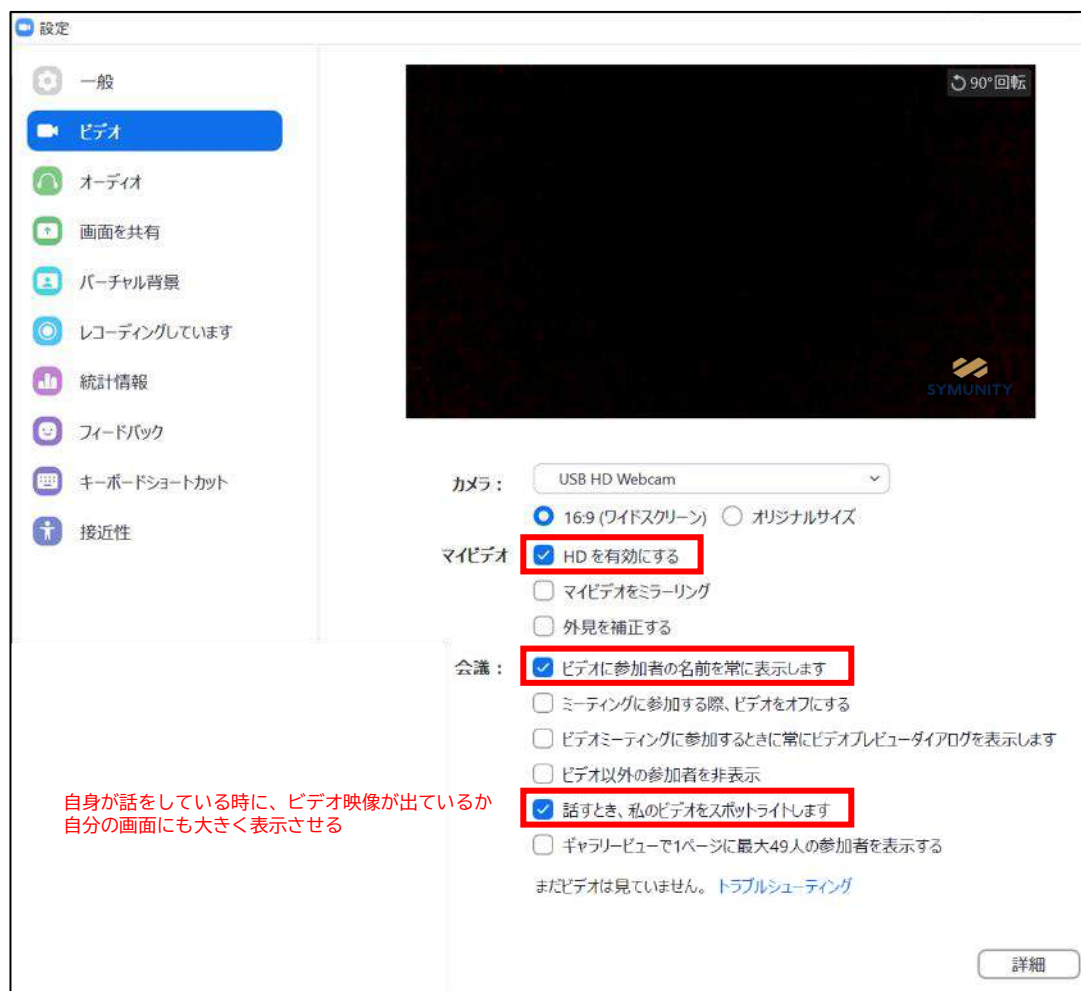 設定
一般
ビデオ
オーディオ
画面を共有
バーチャル背景
レコーディングしています
統計情報
フィードバック
キーボードショートカット
接近性
90°回転
SYMUNITY
カメラ： USB HD Webcam
16:9 (ワイドスクリーン) オリジナルサイズ
マイビデオ HD を有効にする
マイビデオをミラーリング
外見を補正する
会議： ビデオに参加者の名前を常に表示します
ミーティングに参加する際、ビデオをオフにする
ビデオミーティングに参加するときに常にビデオプレビューダイアログを表示します
ビデオ以外の参加者を非表示
話すとき、私のビデオをスポットライトします
ギャラリービューで1ページに最大49人の参加者を表示する
まだビデオは見ていません。 トラブルシューティング
自身が話をしている時に、ビデオ映像が出ているか
自分の画面にも大きく表示させる
詳細